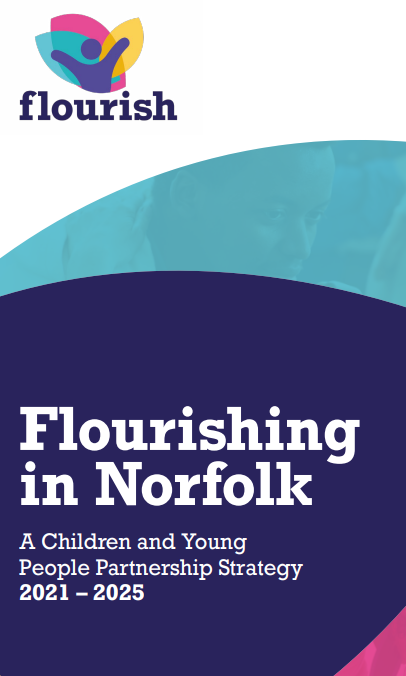 flourish
Flourishing
in Norfolk
A Children and Young
People Partnership Strategy
2021 – 2025